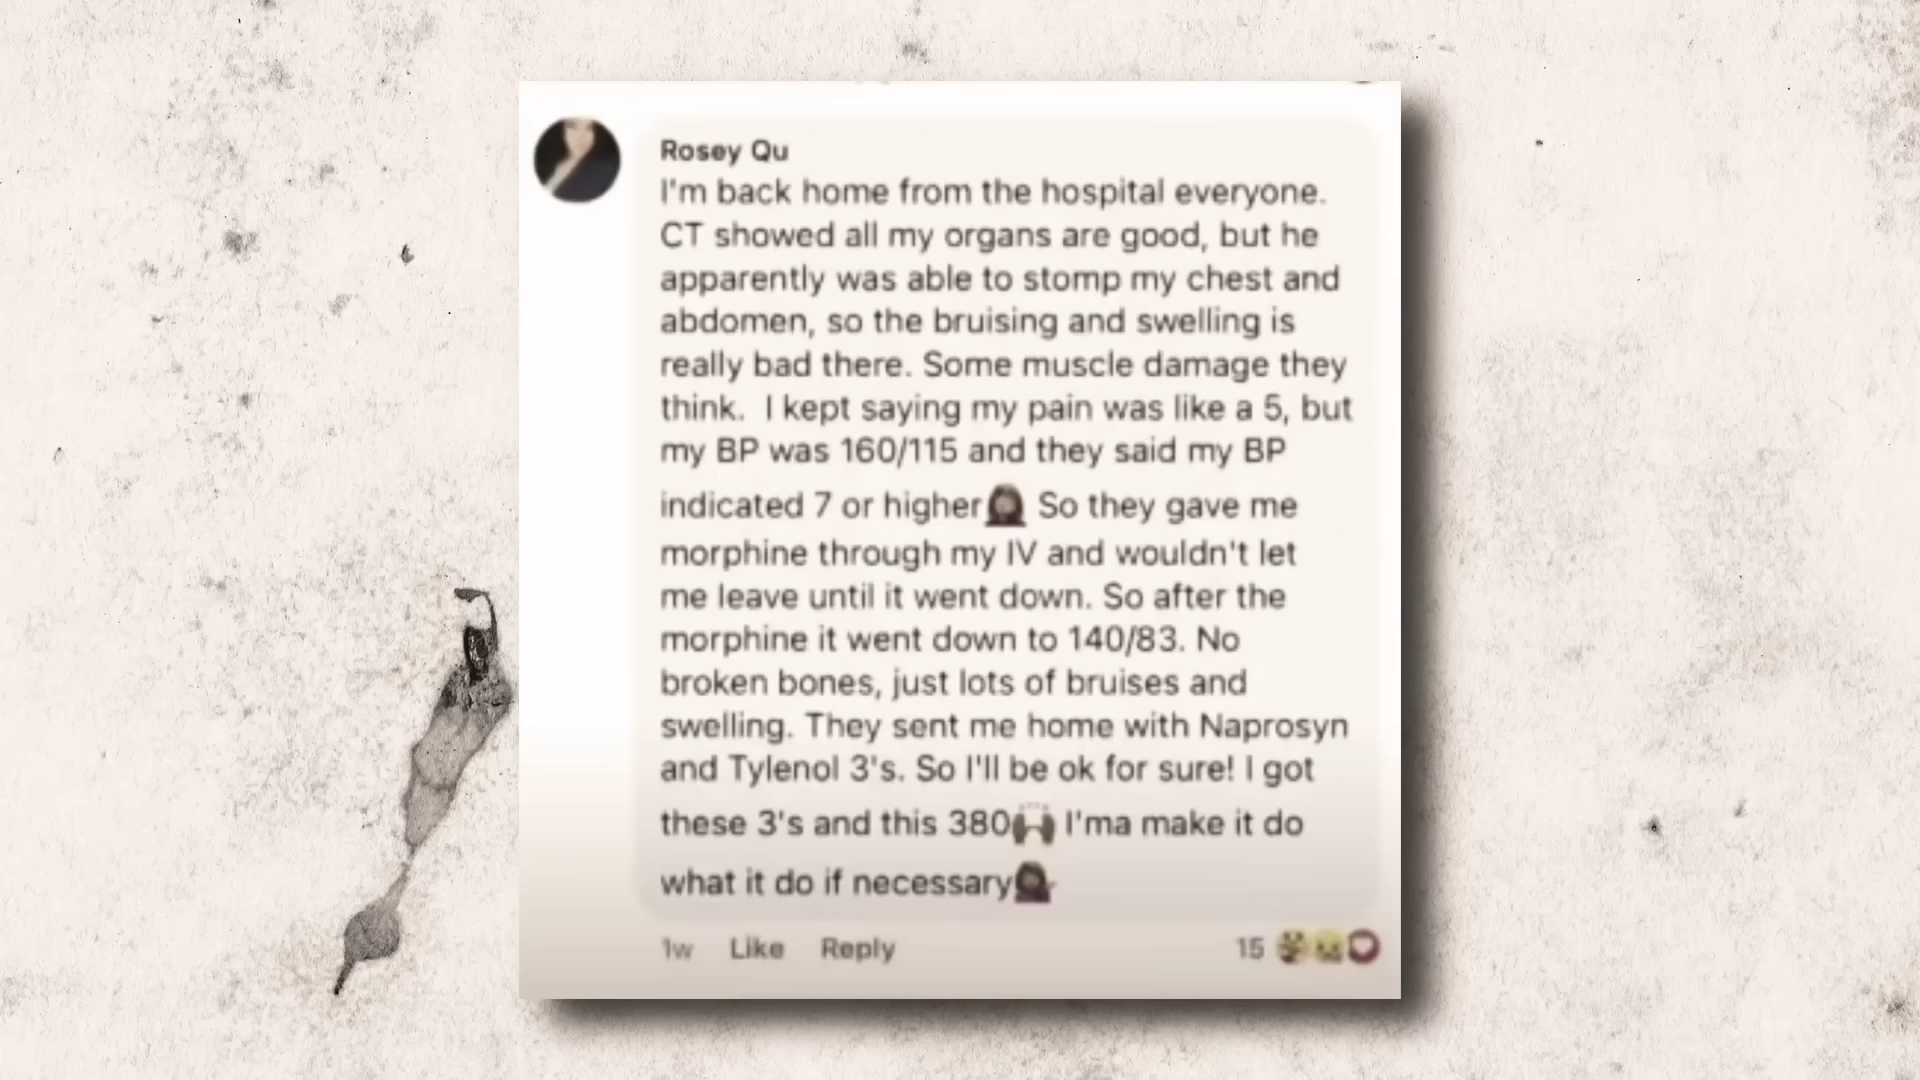 Rosey Qu
I'm back home from the hospital everyone.
CT showed all my organs are good, but he
apparently was able to stomp my chest and
abdomen, so the bruising and swelling is
really bad there. Some muscle damage they
think. I kept saying my pain was like a 5, but
my BP was 160/115 and they said my BP
indicated 7 or higher🤦🏾‍♀️ So they gave me
morphine through my IV and wouldn't let
me leave until it went down. So after the
morphine it went down to 140/83. No
broken bones, just lots of bruises and
swelling. They sent me home with Naprosyn
and Tylenol 3's. So I'll be ok for sure! I got
these 3's and this 380🙌🏾 I'ma make it do
what it do if necessary💁🏾‍♀️
1w Like Reply 15